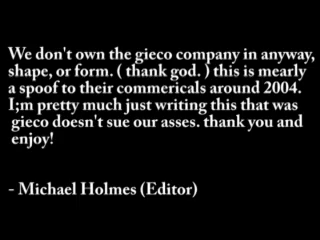 We don't own the gieco company in anyway,
shape, or form. ( thank god. ) this is mearly
a spoof to their commericals around 2004.
I;m pretty much just writing this that was
gieco doesn't sue our asses. thank you and
enjoy!
- Michael Holmes (Editor)